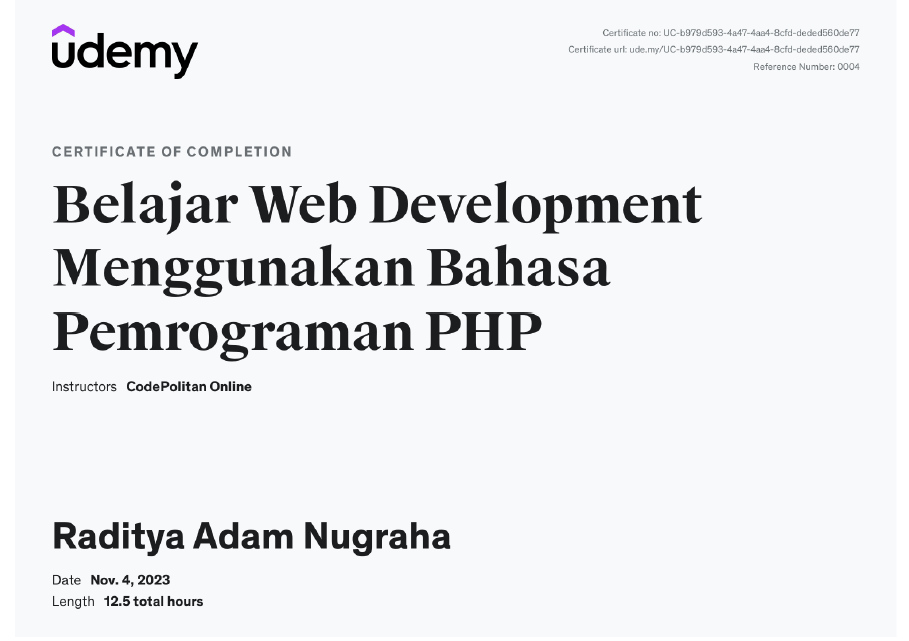 udemy
Certificate no: UC-b979d593-4a47-4aa4-8cfd-deded560de77
Certificate url: ude.my/UC-b979d593-4a47-4aa4-8cfd-deded560de77
Reference Number: 0004
CERTIFICATE OF COMPLETION
Belajar Web Development
Menggunakan Bahasa
Pemrograman PHP
Instructors CodePolitan Online
Raditya Adam Nugraha
Date Nov. 4, 2023
Length 12.5 total hours